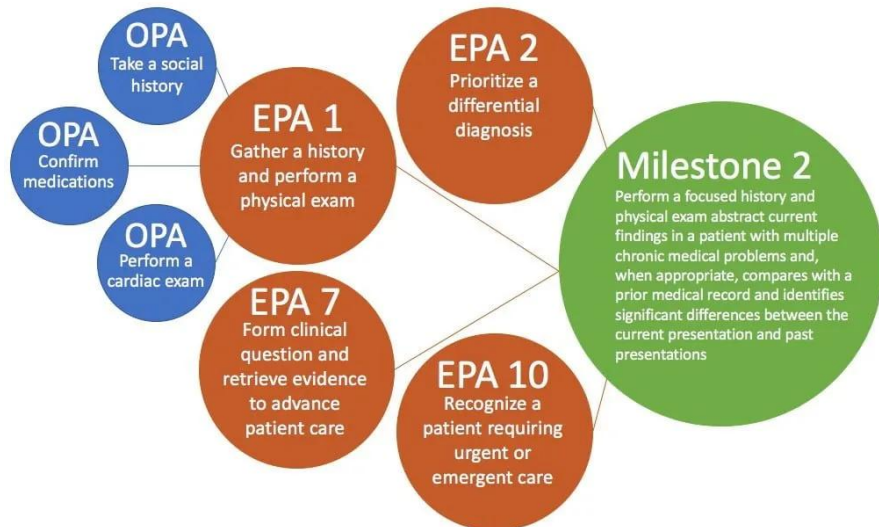 OPA
Take a social
history
OPA
Confirm
medications
OPA
Perform a
cardiac exam
EPA 1
Gather a history
and perform a
physical exam
EPA 2
Prioritize a
differential
diagnosis
EPA 7
Form clinical
question and
retrieve evidence
to advance
patient care
EPA 10
Recognize a
patient requiring
urgent or
emergent care
Milestone 2
Perform a focused history and
physical exam abstract current
findings in a patient with multiple
chronic medical problems and,
when appropriate, compares with a
prior medical record and identifies
significant differences between the
current presentation and past
presentations